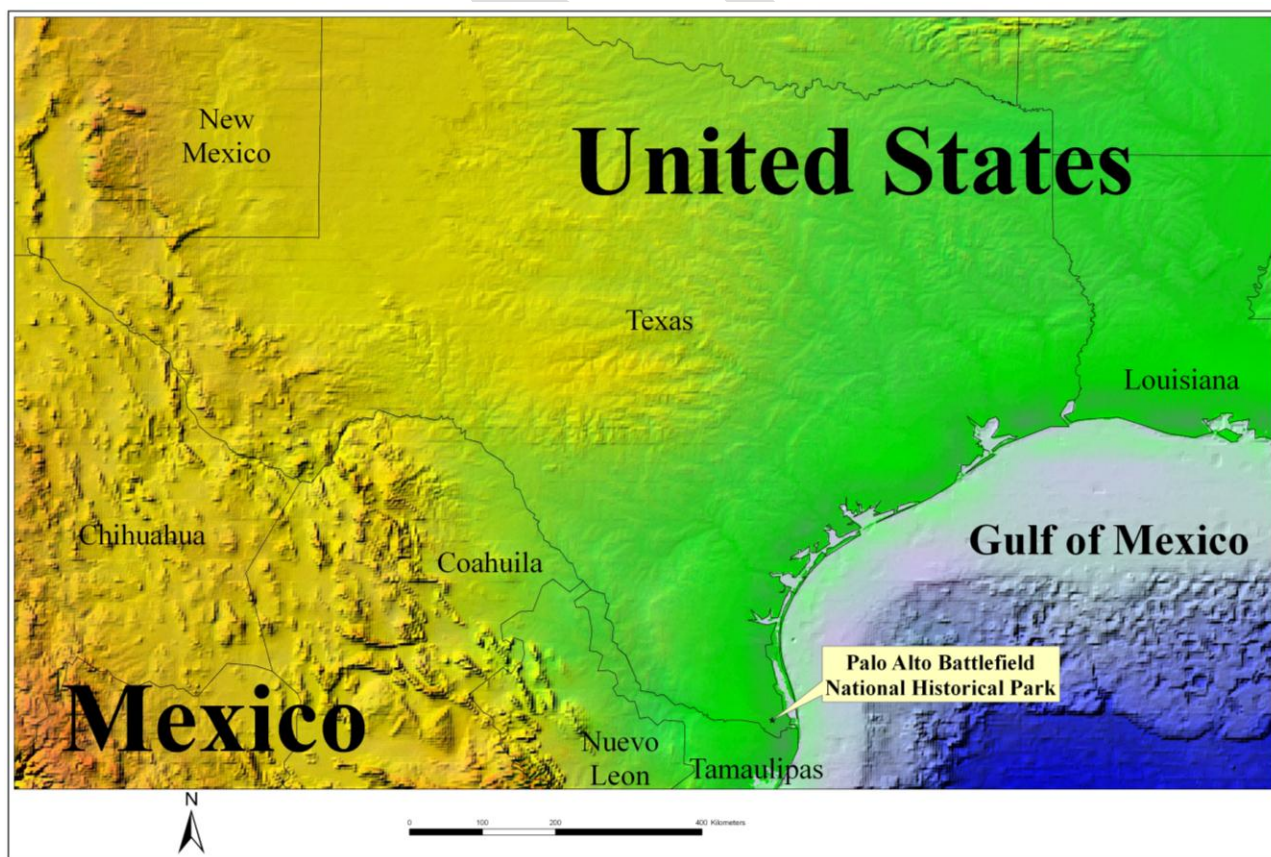 New
Mexico
United States
Texas
Louisiana
Chihuahua
Coahuila
Gulf of Mexico
Palo Alto Battlefield
National Historical Park
Mexico
Nuevo
Leon
Tamaulipas
N
0 100 200 400 Kilometers